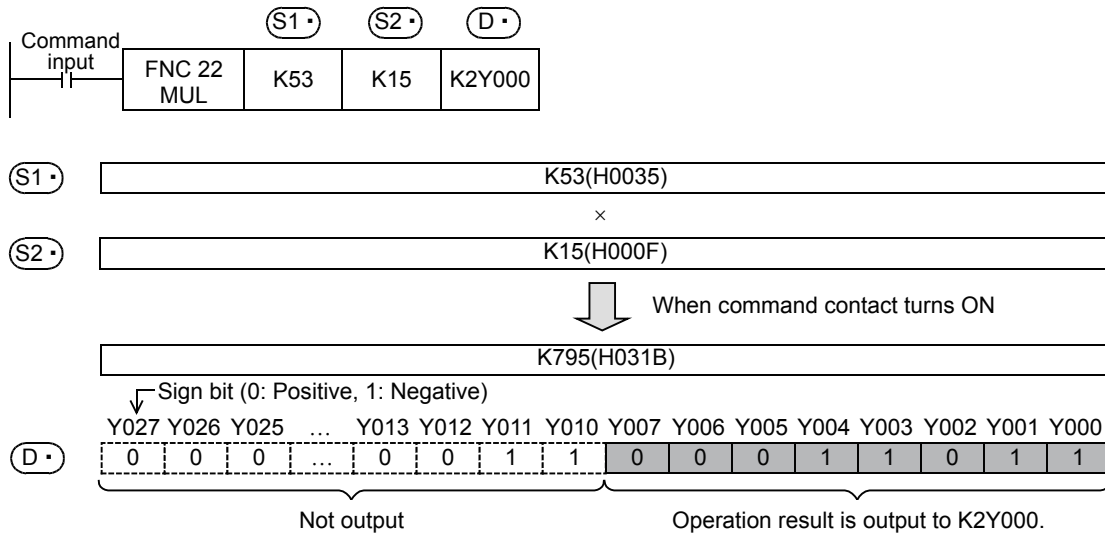 S1・ S2・ D・
Command
input
FNC 22
MUL
K53 K15 K2Y000
S1・ K53(H0035)
×
S2・ K15(H000F)
When command contact turns ON
K795(H031B)
Sign bit (0: Positive, 1: Negative)
Y027 Y026 Y025 ... Y013 Y012 Y011 Y010 Y007 Y006 Y005 Y004 Y003 Y002 Y001 Y000
D・ 0 0 0 ... 0 0 1 1 0 0 0 1 1 0 1 1
Not output Operation result is output to K2Y000.